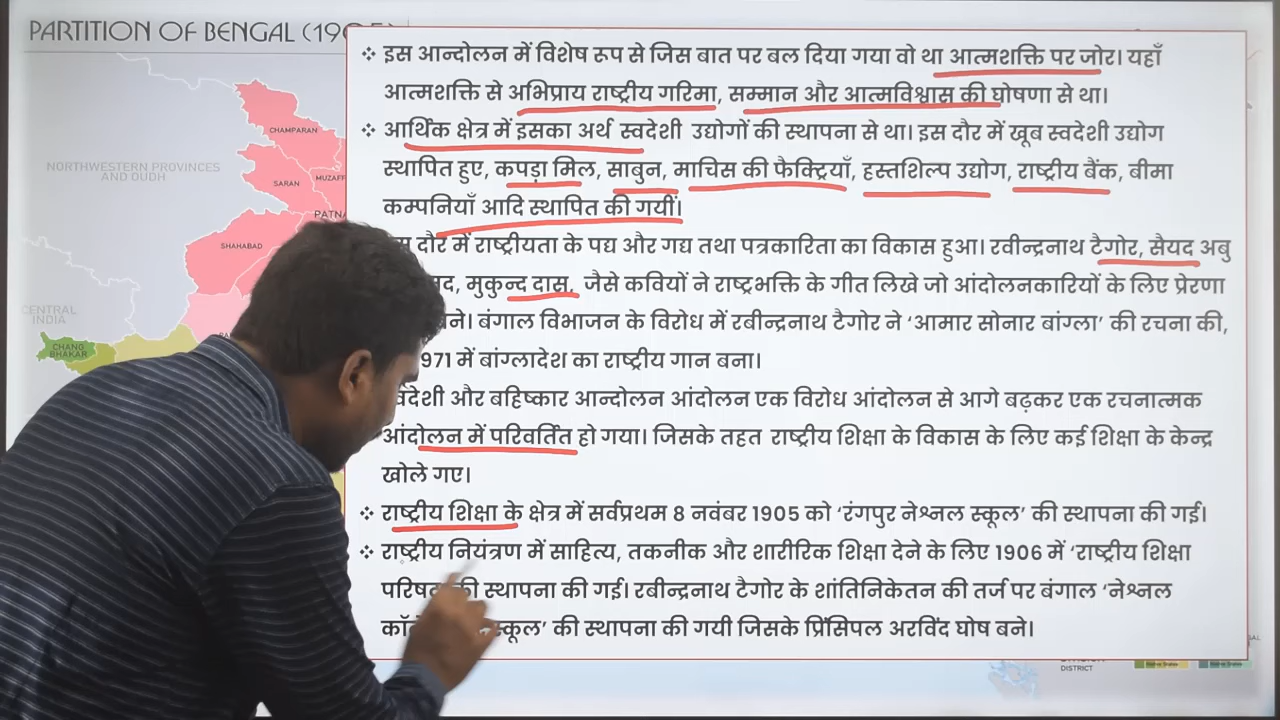 PARTITION OF BENGAL (190
❖ इस आन्दोलन में विशेष रूप से जिस बात पर बल दिया गया वो था आत्मशक्ति पर जोर। यहाँ
आत्मशक्ति से अभिप्राय राष्ट्रीय गरिमा, सम्मान और आत्मविश्वास की घोषणा से था।
❖ आर्थिक क्षेत्र में इसका अर्थ स्वदेशी उद्योगों की स्थापना से था। इस दौर में खूब स्वदेशी उद्योग
स्थापित हुए, कपड़ा मिल, साबुन, माचिस की फैक्ट्रियाँ, हस्तशिल्प उद्योग, राष्ट्रीय बैंक, बीमा
कम्पनियाँ आदि स्थापित की गयीं।
दौर में राष्ट्रीयता के पद्य और गद्य तथा पत्रकारिता का विकास हुआ। रवीन्द्रनाथ टैगोर, सैयद अबु
मुकुन्द दास, जैसे कवियों ने राष्ट्रभक्ति के गीत लिखे जो आंदोलनकारियों के लिए प्रेरणा
बने। बंगाल विभाजन के विरोध में रबीन्द्रनाथ टैगोर ने ‘आमार सोनार बांग्ला’ की रचना की,
1971 में बांग्लादेश का राष्ट्रीय गान बना।
और बहिष्कार आन्दोलन आंदोलन एक विरोध आंदोलन से आगे बढ़कर एक रचनात्मक
आंदोलन में परिवर्तित हो गया। जिसके तहत राष्ट्रीय शिक्षा के विकास के लिए कई शिक्षा के केन्द्र
खोले गए।
❖ राष्ट्रीय शिक्षा के क्षेत्र में सर्वप्रथम 8 नवंबर 1905 को ‘रंगपुर नेश्नल स्कूल’ की स्थापना की गई।
❖ राष्ट्रीय नियंत्रण में साहित्य, तकनीक और शारीरिक शिक्षा देने के लिए 1906 में ‘राष्ट्रीय शिक्षा
की स्थापना की गई। रबीन्द्रनाथ टैगोर के शांतिनिकेतन की तर्ज पर बंगाल ‘नेश्नल
स्कूल’ की स्थापना की गयी जिसके प्रिंसिपल अरविंद घोष बने।
CHAMPARAN
NORTHWESTERN PROVINCES
AND OUDH
SARAN
MUZAFF
PATNA
SHAHABAD
CENTRAL
INDIA
CHANG
BHAKAR
DISTRICT